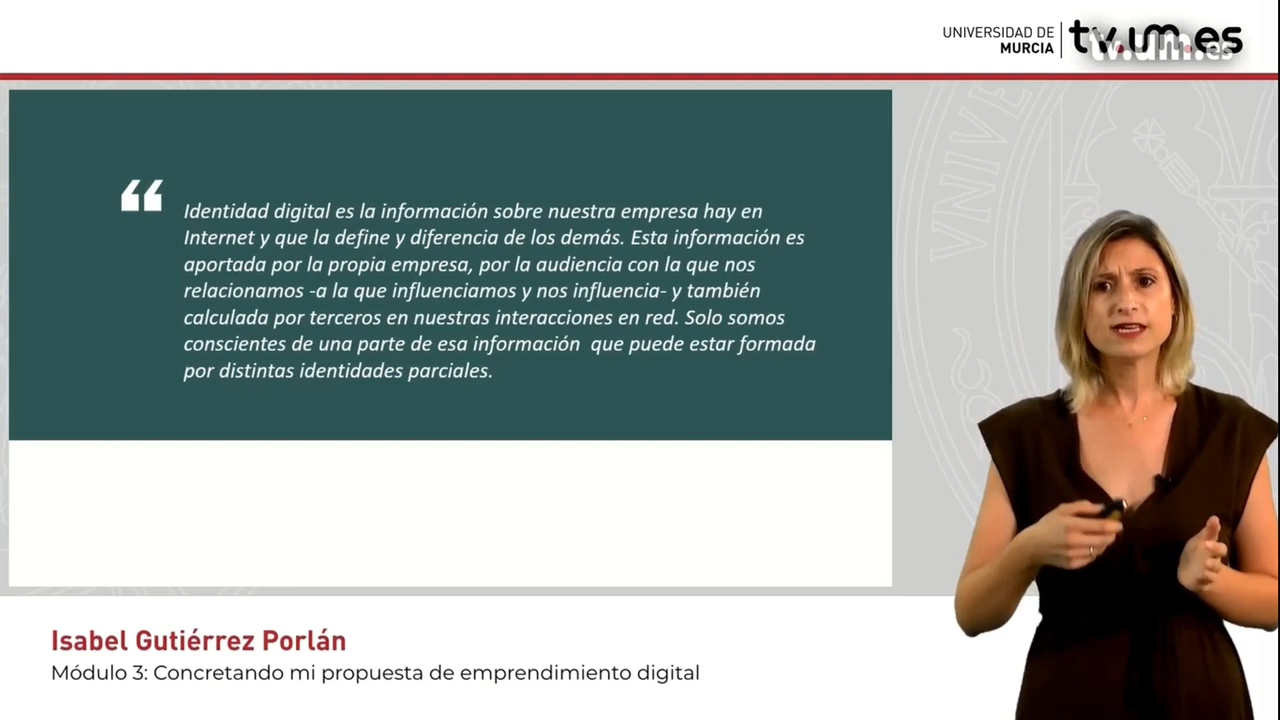 UNIVERSIDAD DE
MURCIA
tv.um.es
tv.um.es
VNIVE
“
Identidad digital es la información sobre nuestra empresa hay en
Internet y que la define y diferencia de los demás. Esta información es
aportada por la propia empresa, por la audiencia con la que nos
relacionamos -a la que influenciamos y nos influencia- y también
calculada por terceros en nuestras interacciones en red. Solo somos
conscientes de una parte de esa información  que puede estar formada
por distintas identidades parciales.
Isabel Gutiérrez Porlán
Módulo 3: Concretando mi propuesta de emprendimiento digital